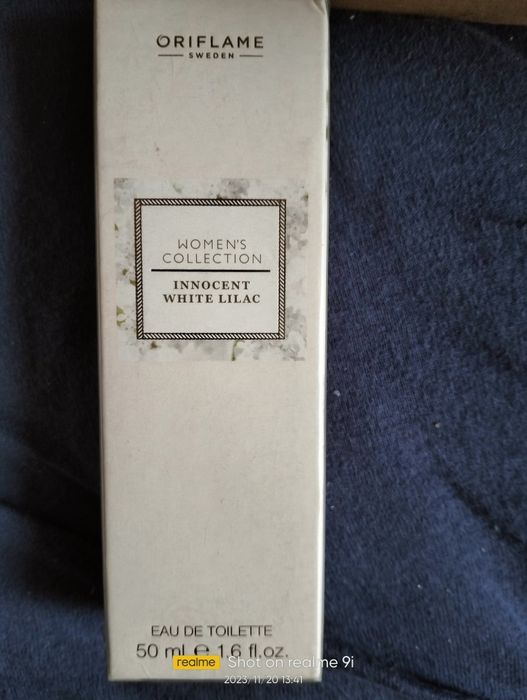 ORIFLAME
SWEDEN
WOMEN'S
COLLECTION
INNOCENT
WHITE LILAC
EAU DE TOILETTE
50 ml ℮ 1.6 fl.oz.
realme Shot on realme 9i
2023/11/20 13:41